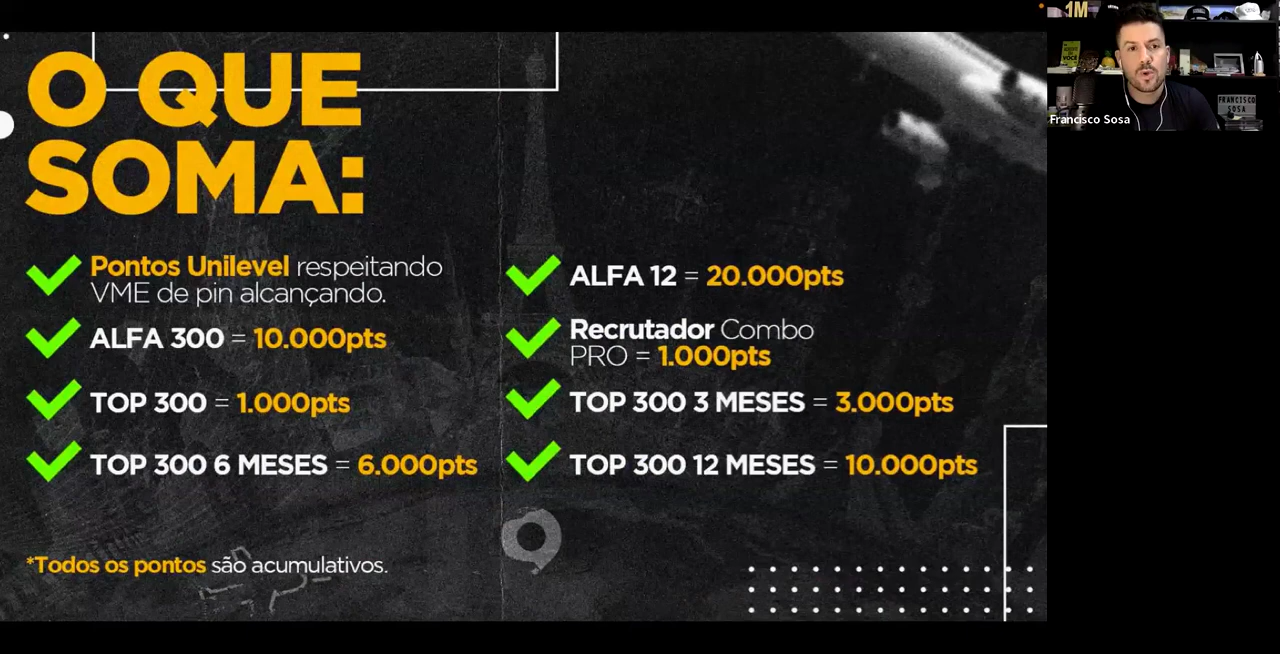 O QUE
SOMA:
Pontos Unilevel respeitando
VME de pin alcançando.
ALFA 300 = 10.000pts
TOP 300 = 1.000pts
TOP 300 6 MESES = 6.000pts
ALFA 12 = 20.000pts
Recrutador Combo
PRO = 1.000pts
TOP 300 3 MESES = 3.000pts
TOP 300 12 MESES = 10.000pts
*Todos os pontos são acumulativos.
1M
FRANCISCO
SOSA
Francisco Sosa